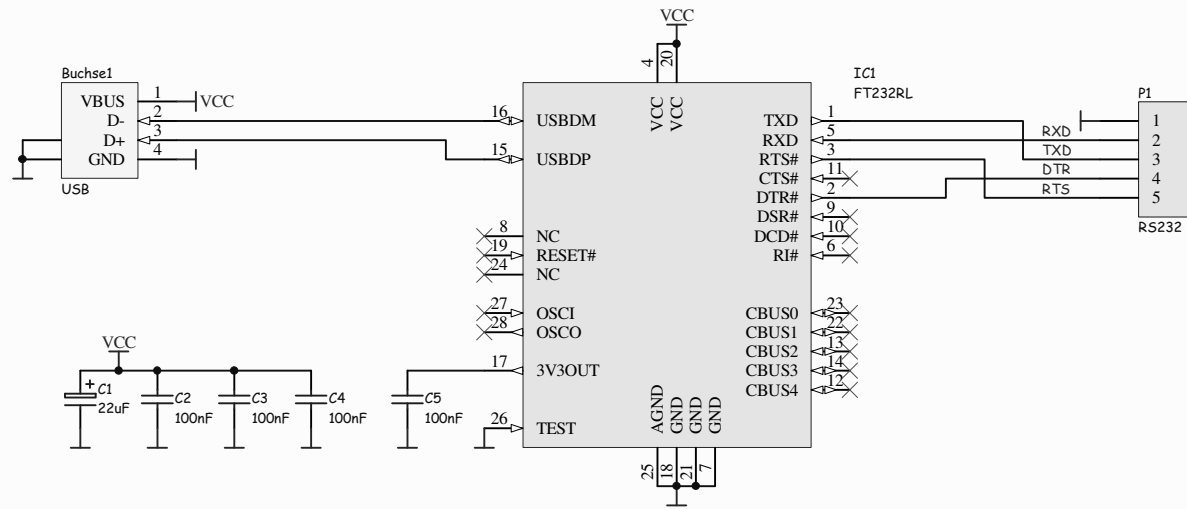 VCC
4
20
VCC
VCC
Buchse1
VBUS
1
VCC
D-
2
D+
3
GND
4
USB
IC1
FT232RL
16
USBDM
15
USBDP
8
NC
19
RESET#
24
NC
27
OSCI
28
OSCO
17
3V3OUT
26
TEST
TXD
1
RXD
5
RTS#
3
CTS#
11
DTR#
2
DSR#
9
DCD#
10
RI#
6
CBUS0
23
CBUS1
22
CBUS2
13
CBUS3
14
CBUS4
12
AGND
GND
GND
GND
25
18
21
7
P1
1
RXD
2
TXD
3
DTR
4
RTS
5
RS232
VCC
+
C1
22uF
C2
100nF
C3
100nF
C4
100nF
C5
100nF